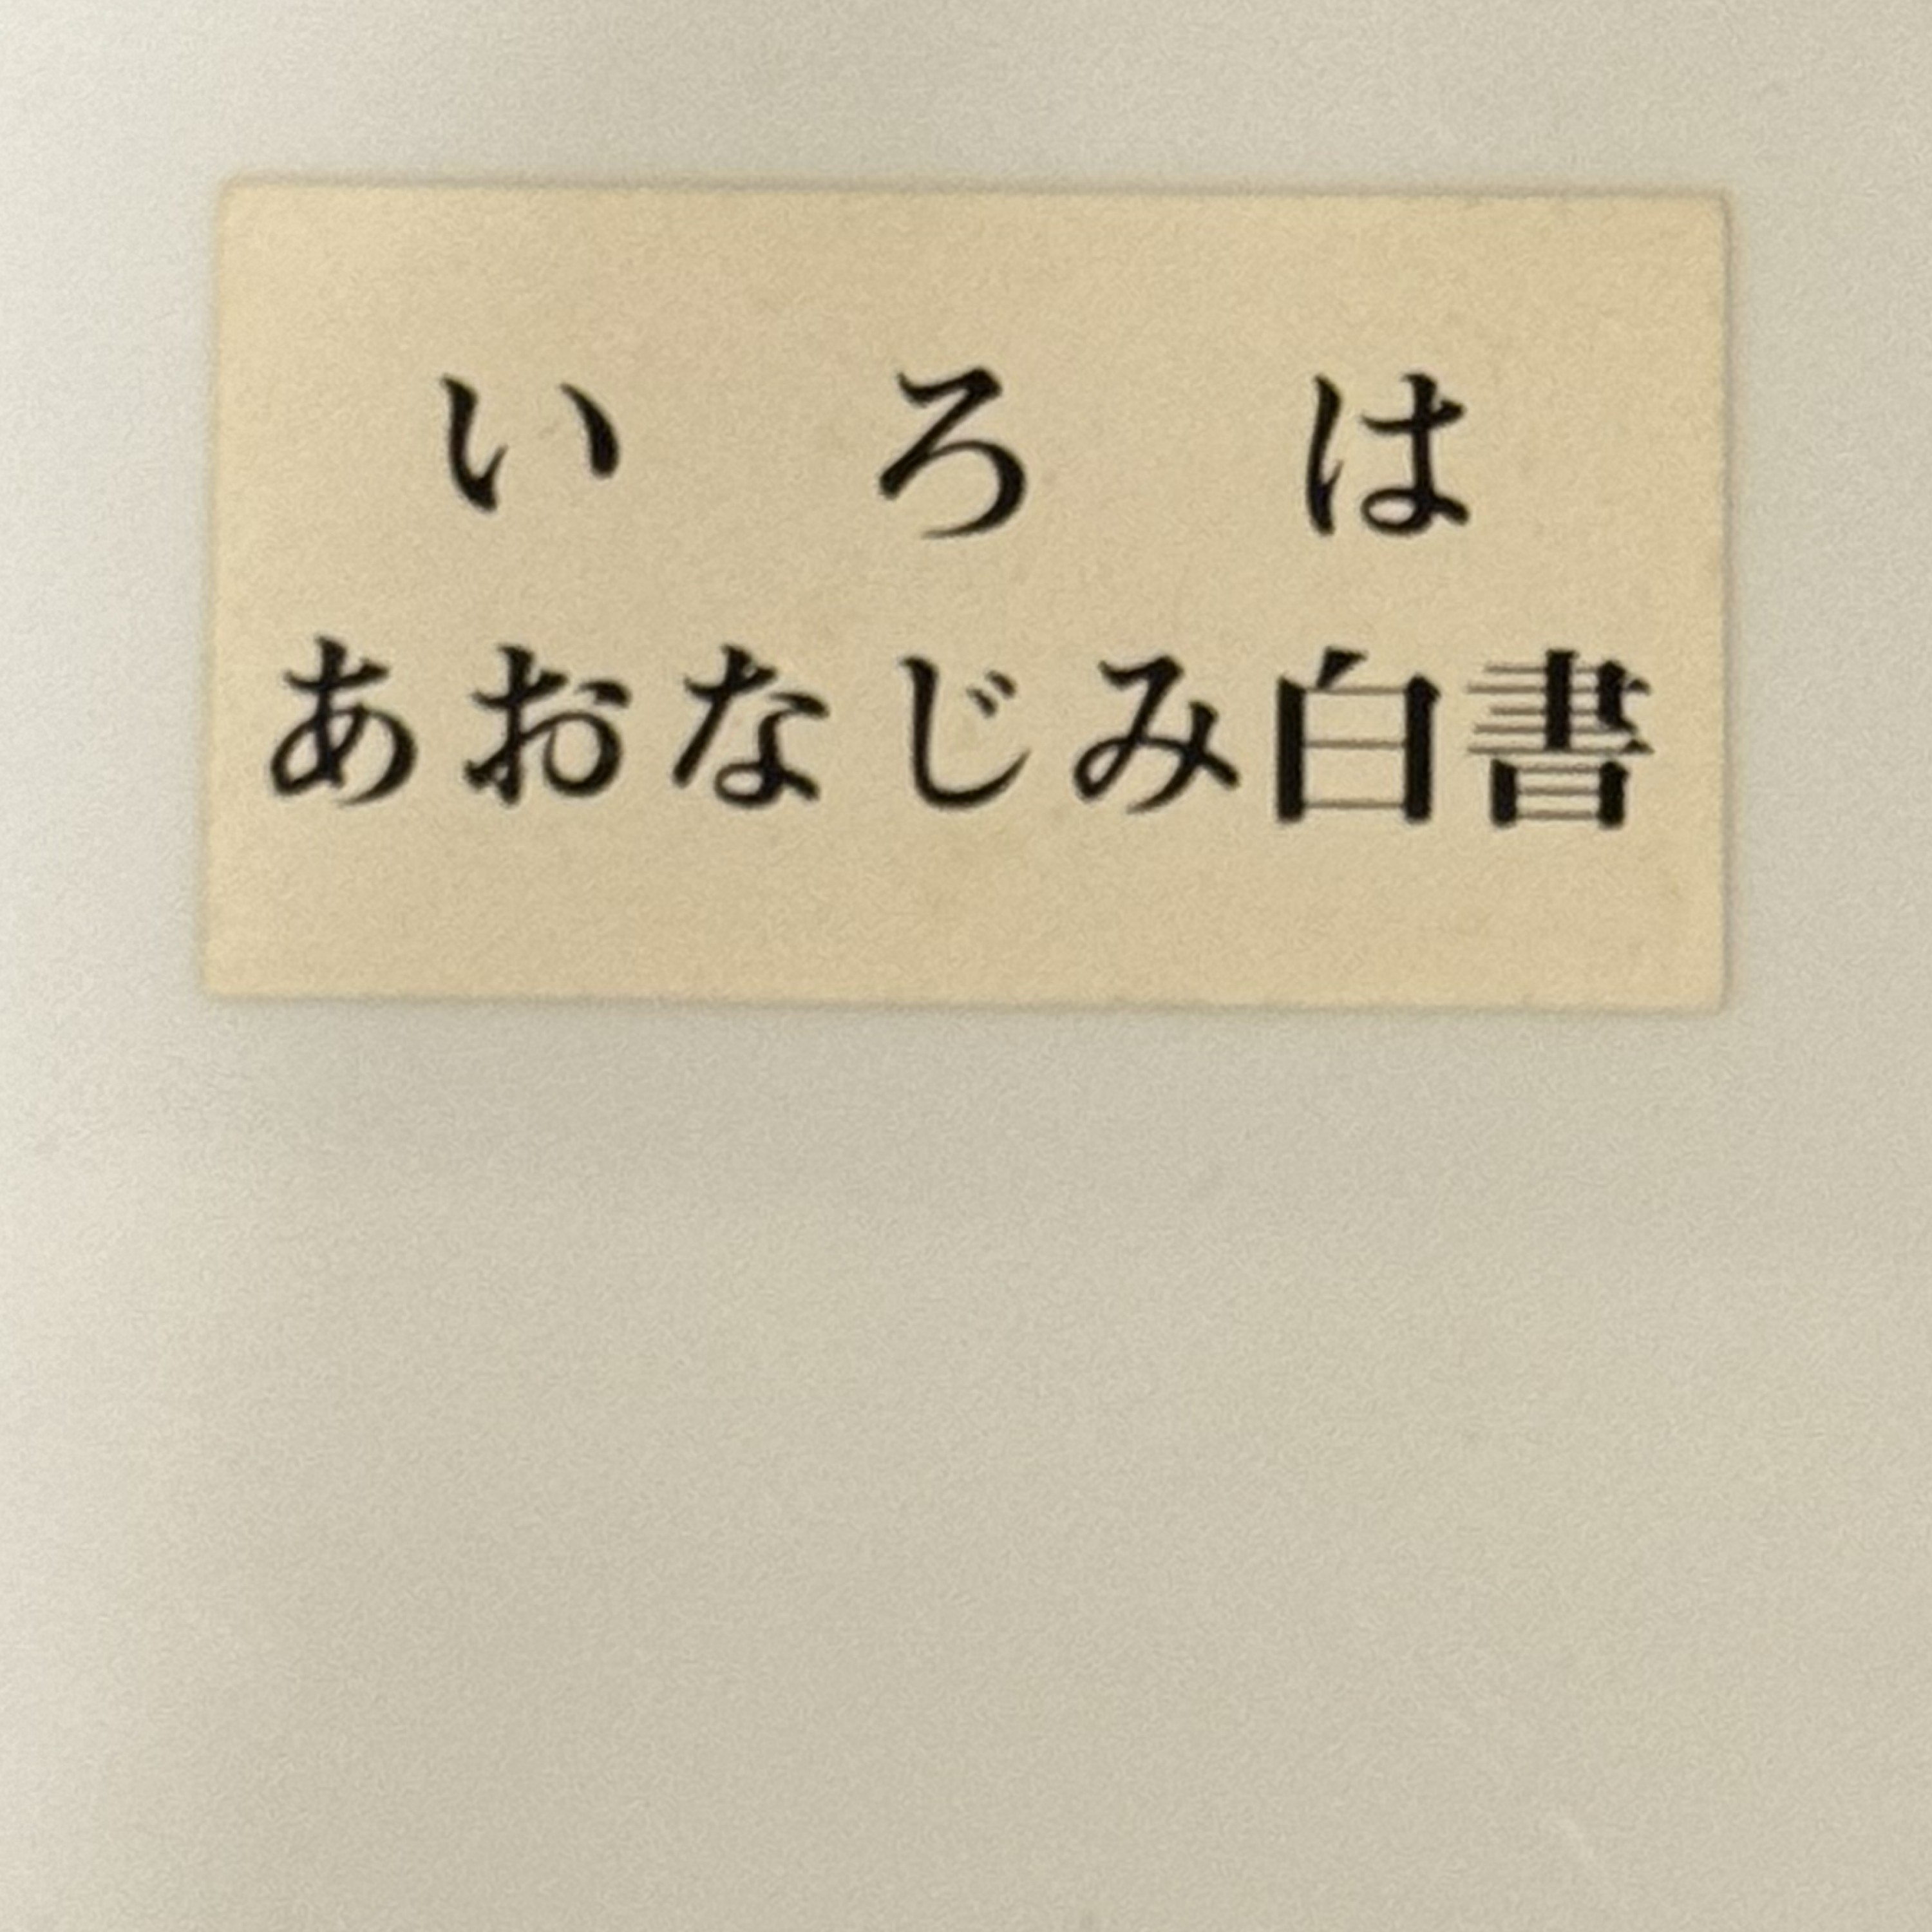 い ろ は
あおなじみ白書